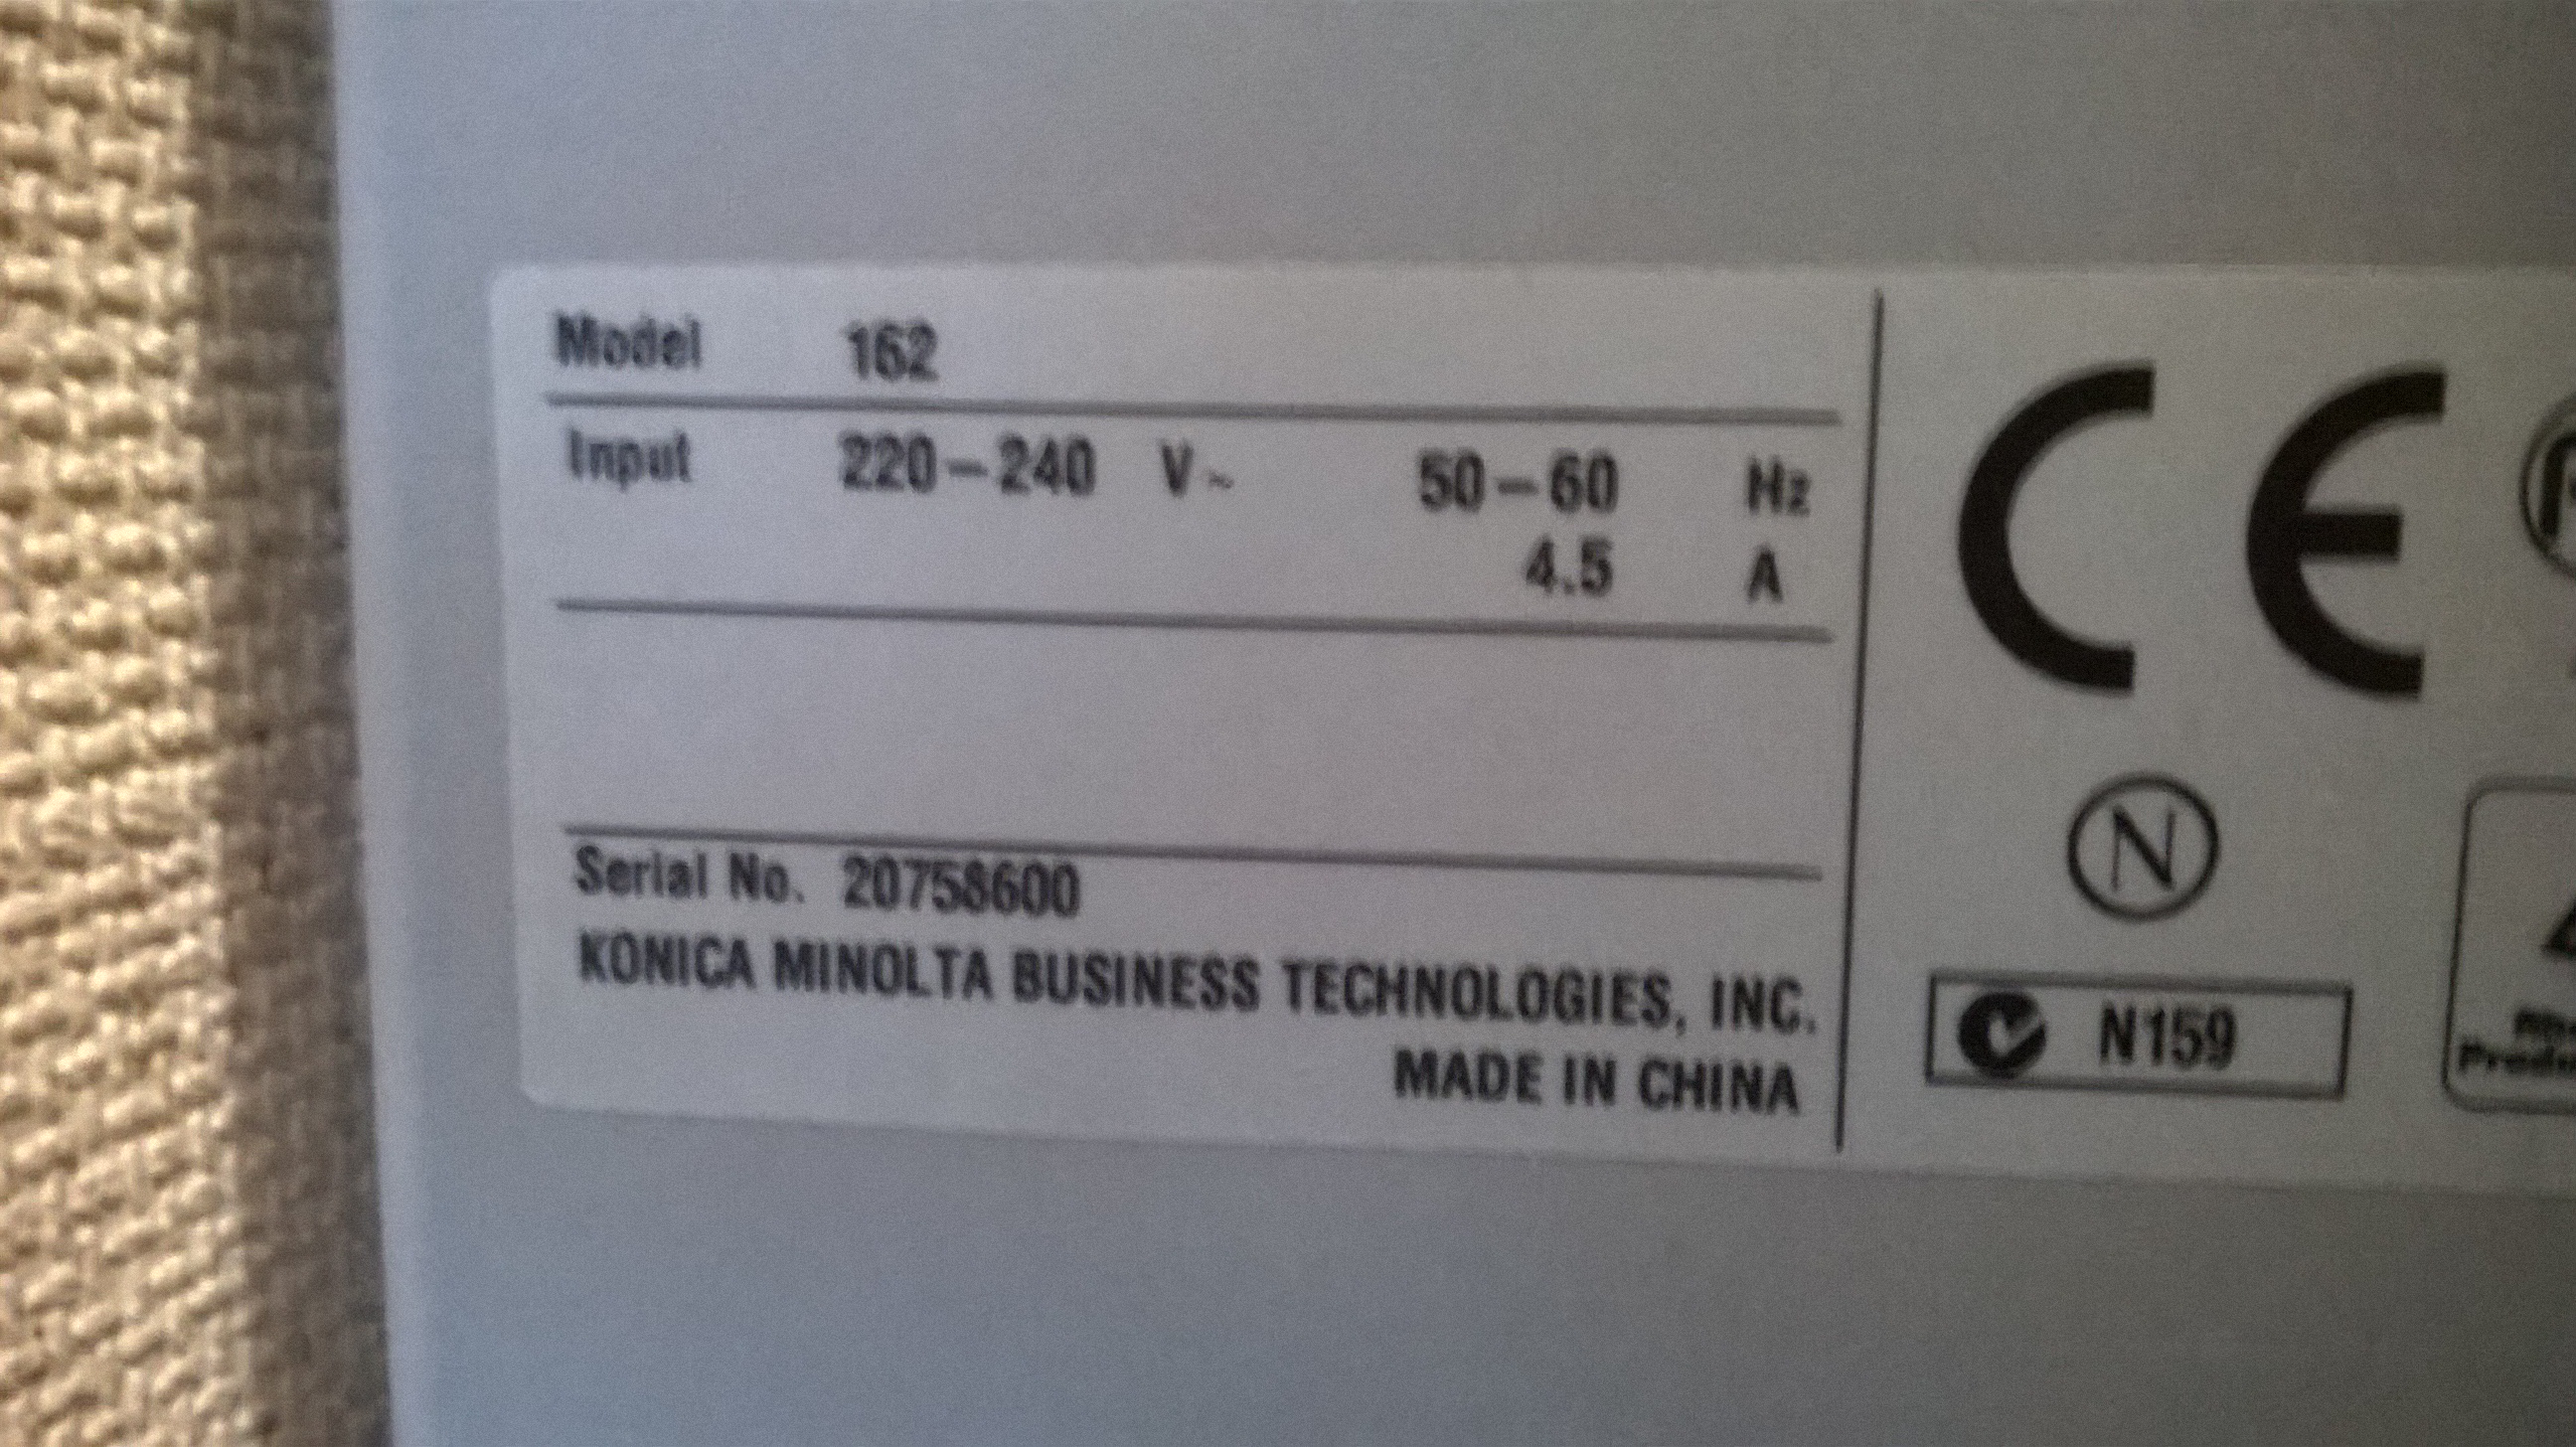 Model 162
Input 220-240 V~ 50-60 Hz
4.5 A
Serial No. 20758600
KONICA MINOLTA BUSINESS TECHNOLOGIES, INC.
MADE IN CHINA
CE
N
N159